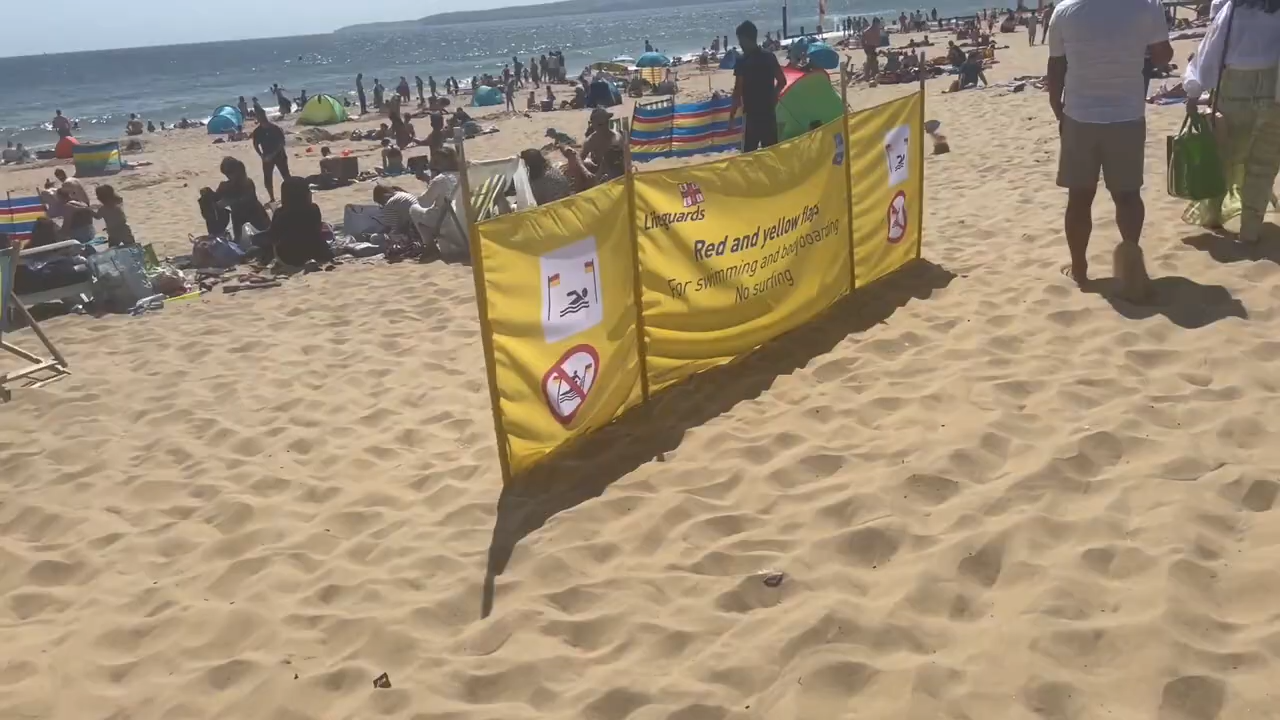 Lifeguards
Red and yellow flags
For swimming and bodyboarding
No surfing